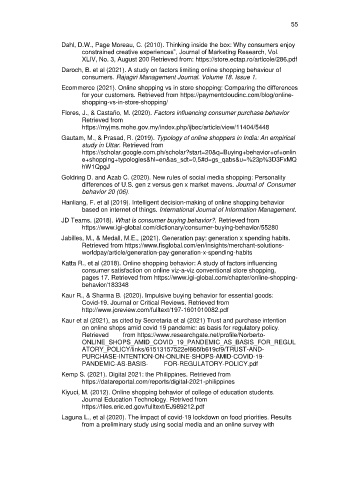 55
Dahl, D.W., Page Moreau, C. (2010). Thinking inside the box: Why consumers enjoy
constrained creative experiences", Journal of Marketing Research, Vol.
XLIV, No. 3, August 200 Retrieved from: https://store.ectap.ro/articole/286.pdf
Daroch, B. et al (2021). A study on factors limiting online shopping behaviour of
consumers. Rajagiri Management Journal. Volume 18. Issue 1.
Ecommerce (2021). Online shopping vs in store shopping: Comparing the differences
for your customers. Retrieved from https://paymentcloudinc.com/blog/online-
shopping-vs-in-store-shopping/
Flores, J., & Castaño, M. (2020). Factors influencing consumer purchase behavior
Retrieved from
https://myjms.mohe.gov.my/index.php/ijbec/article/view/11404/5448
Gautam, M., & Prasad, R. (2019). Typology of online shoppers in India: An empirical
study in Uttar. Retrieved from
https://scholar.google.com.ph/scholar?start=20&q=Buying+behavior+of+onlin
e+shopping+typologies&hl=en&as_sdt=0,5#d=gs_qabs&u=%23p%3D3FxMQ
hW1QpgJ
Goldring D. and Azab C. (2020). New rules of social media shopping: Personality
differences of U.S. gen z versus gen x market mavens. Journal of Consumer
behavior 20 (06).
Hanliang, F. et al (2019). Intelligent decision-making of online shopping behavior
based on internet of things. International Journal of Information Management.
JD Teams. (2018). What is consumer buying behavior?. Retrieved from
https://www.igi-global.com/dictionary/consumer-buying-behavior/55280
Jabilles, M., & Medall, M.E., (2021). Generation pay: generation x spending habits.
Retrieved from https://www.fisglobal.com/en/insights/merchant-solutions-
worldpay/article/generation-pay-generation-x-spending-habits
Katta R., et al (2018). Online shopping behavior: A study of factors influencing
consumer satisfaction on online viz-a-viz conventional store shopping,
pages 17. Retrieved from https://www.igi-global.com/chapter/online-shopping-
behavior/183348
Kaur R., & Sharma B. (2020). Impulsive buying behavior for essential goods:
Covid-19. Journal or Critical Reviews. Retrieved from
http://www.jcreview.com/fulltext/197-1601010082.pdf
Kaur et al (2021), as cited by Secretaria et al (2021) Trust and purchase intention
on online shops amid covid 19 pandemic: as basis for regulatory policy.
Retrieved from https://www.researchgate.net/profile/Norberto-
ONLINE_SHOPS_AMID_COVID_19_PANDEMIC_AS_BASIS_FOR_REGUL
ATORY_POLICY/links/61513157522ef665fb619cf9/TRUST-AND-
PURCHASE-INTENTION-ON-ONLINE-SHOPS-AMID-COVID-19-
PANDEMIC-AS-BASIS- FOR-REGULATORY-POLICY.pdf
Kemp S. (2021). Digital 2021: the Philippines. Retrieved from
https://datareportal.com/reports/digital-2021-philippines
Kiyuci, M. (2012). Online shopping behavior of college of education students.
Journal Education Technology. Retrived from
https://files.eric.ed.gov/fulltext/EJ989212.pdf
Laguna L., et al (2020). The impact of covid-19 lockdown on food priorities. Results
from a preliminary study using social media and an online survey with